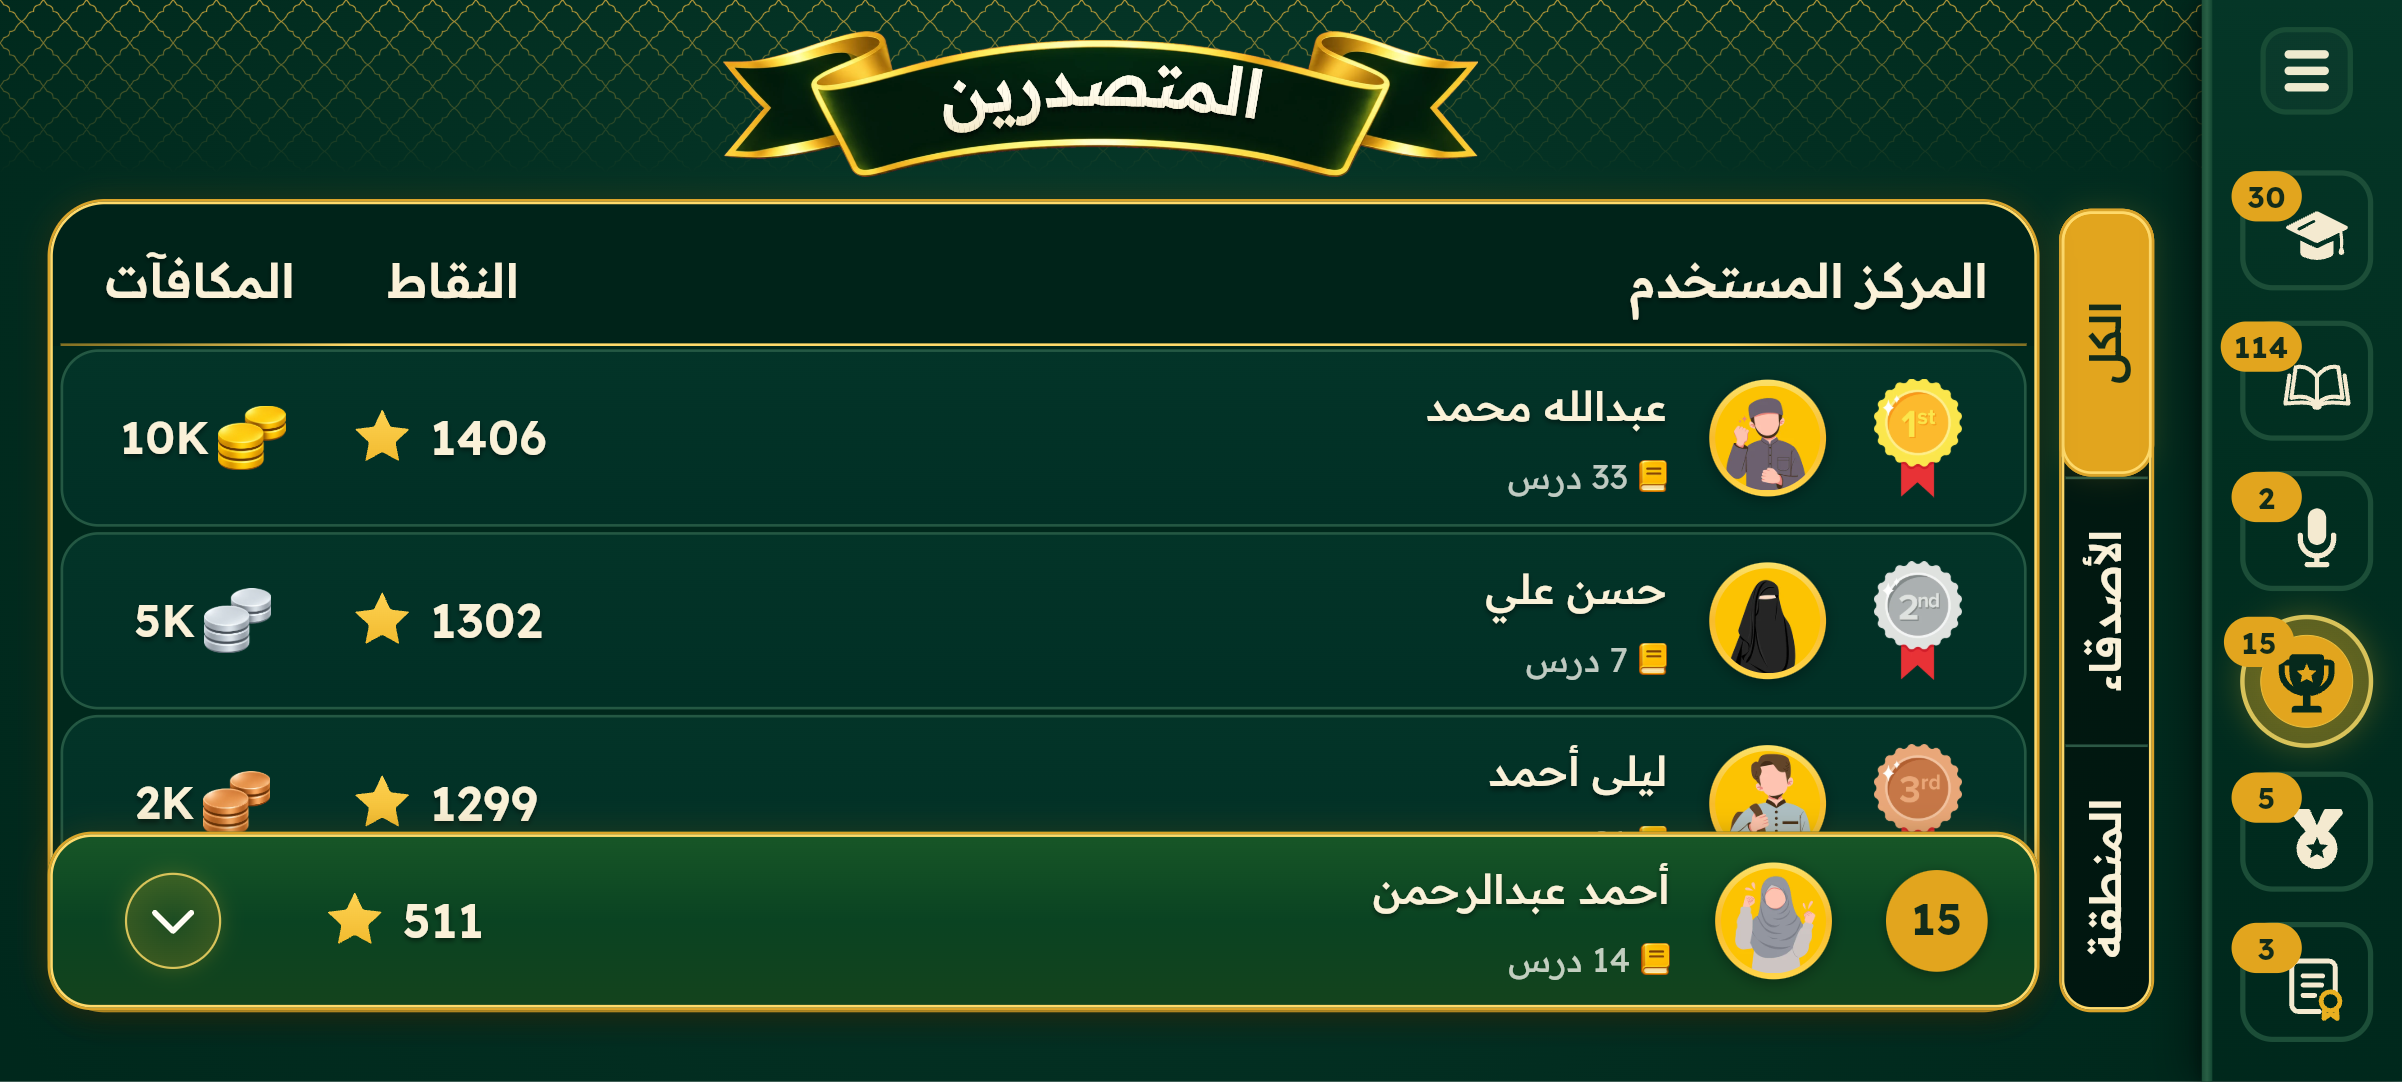 المتصدرين
30
114
2
15
5
3
الكل
الأصدقاء
المنطقة
المركز المستخدم النقاط المكافآت
1st عبدالله محمد 1406 10K
33 درس
2nd حسن علي 1302 5K
7 درس
3rd ليلى أحمد 1299 2K
15 أحمد عبدالرحمن 511
14 درس